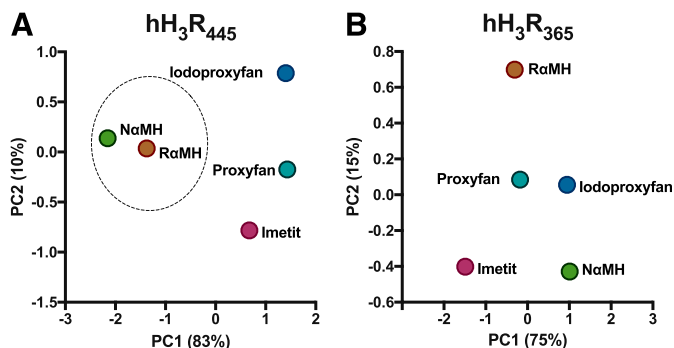 A
hH3R445
1.0
0.5
0.0
-0.5
-1.0
-1.5
PC2 (10%)
Iodoproxyfan
NαMH
RαMH
Proxyfan
Imetit
-3 -2 -1 0 1 2
PC1 (83%)
B
hH3R365
0.8
0.6
0.4
0.2
0.0
-0.2
-0.4
-0.6
PC2 (15%)
RαMH
Proxyfan
Iodoproxyfan
Imetit
NαMH
-2 -1 0 1 2 3
PC1 (75%)